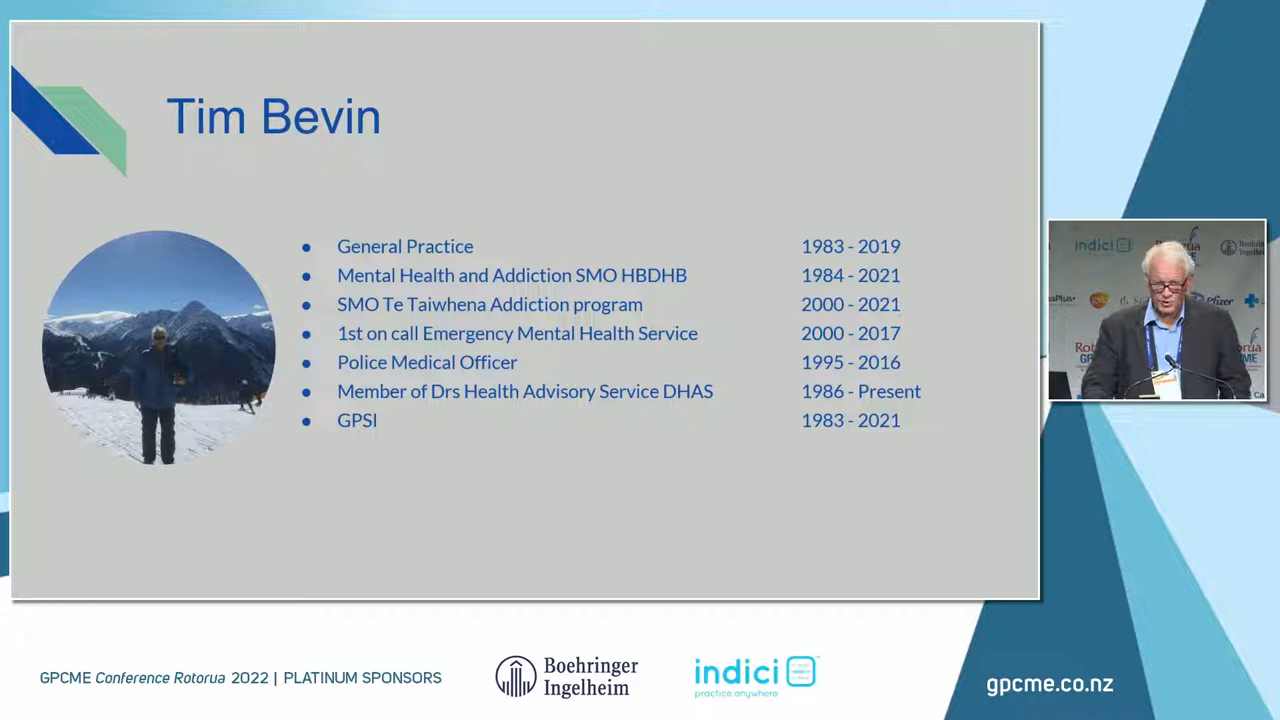 Tim Bevin
● General Practice 1983 - 2019
● Mental Health and Addiction SMO HBDHB 1984 - 2021
● SMO Te Taiwhena Addiction program 2000 - 2021
● 1st on call Emergency Mental Health Service 2000 - 2017
● Police Medical Officer 1995 - 2016
● Member of Drs Health Advisory Service DHAS 1986 - Present
● GPSI 1983 - 2021
indici
Pfizer
GPCME Conference Rotorua 2022 | PLATINUM SPONSORS
Boehringer
Ingelheim
indici
practice anywhere
gpcme.co.nz